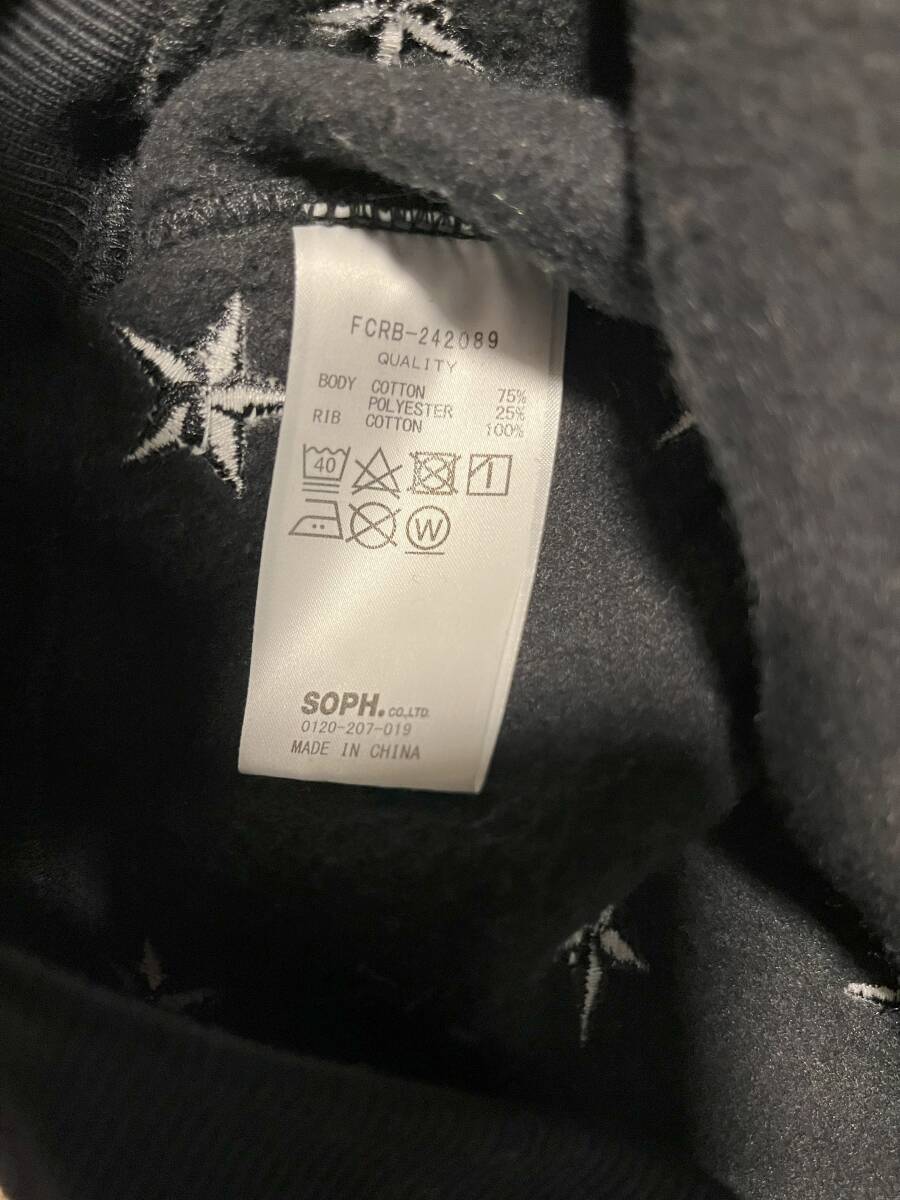 FCRB-242089
QUALITY
BODY COTTON 75%
POLYESTER 25%
RIB COTTON 100%
40
W
SOPH. CO.,LTD.
0120-207-019
MADE IN CHINA